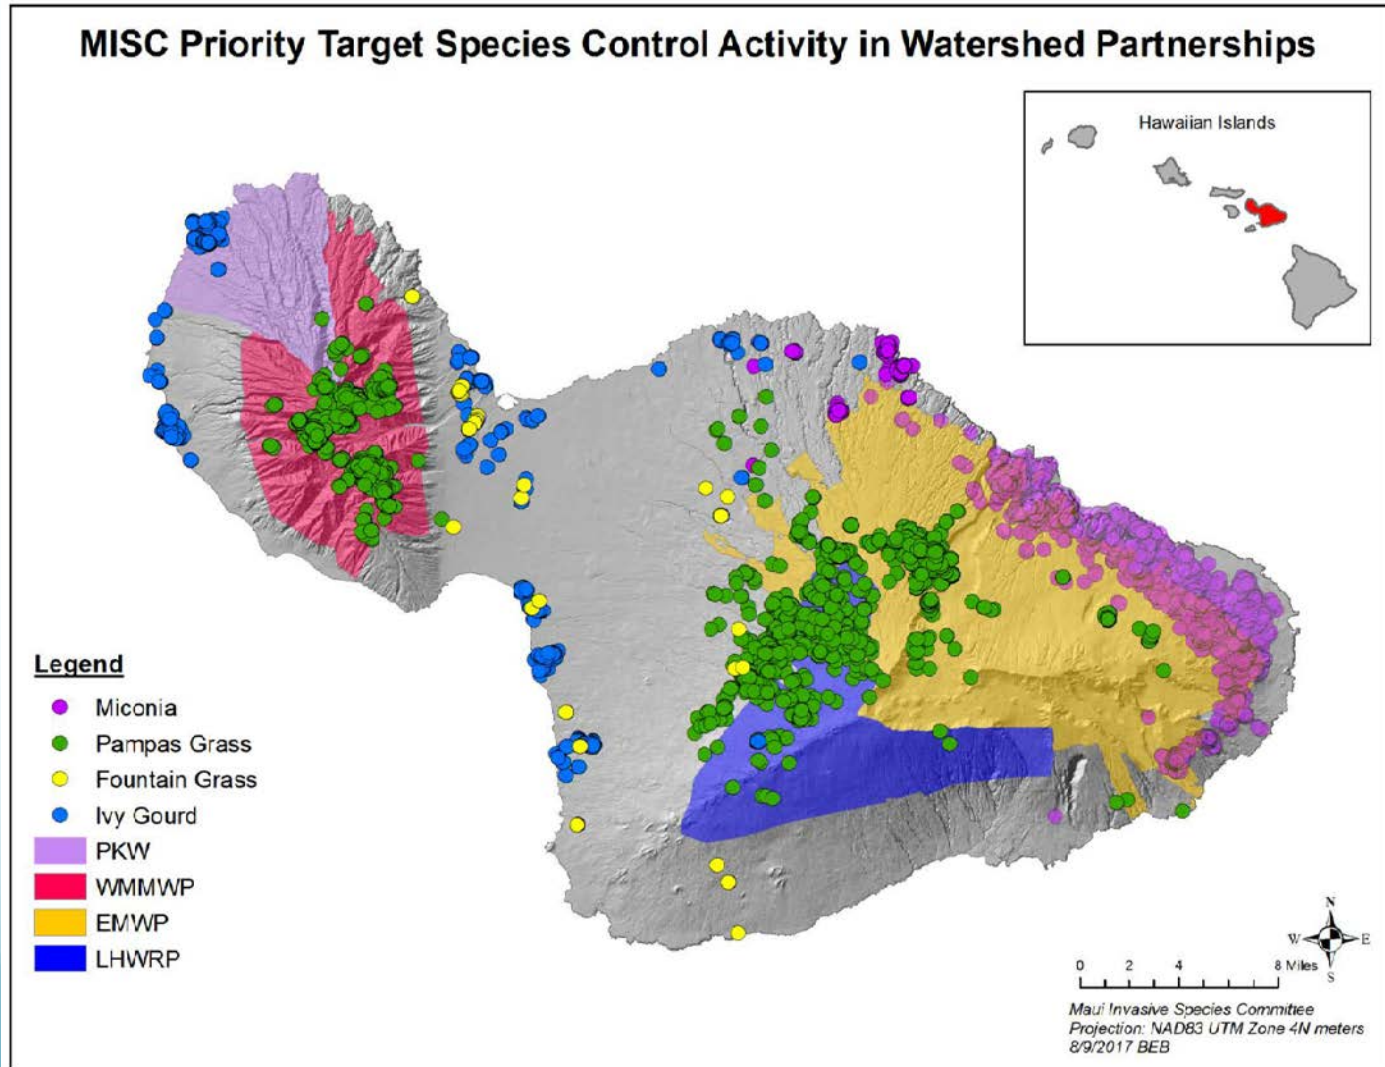 MISC Priority Target Species Control Activity in Watershed Partnerships
Hawaiian Islands
Legend
Miconia
Pampas Grass
Fountain Grass
Ivy Gourd
PKW
WMMWP
EMWP
LHWRP
N
W E
S
0 2 4 8 Miles
Maui Invasive Species Committee
Projection: NAD83 UTM Zone 4N meters
8/9/2017 BEB